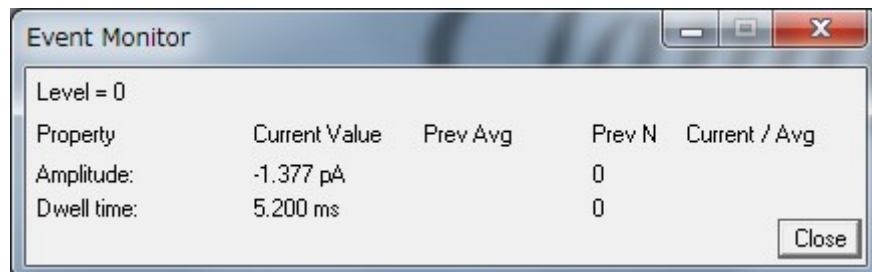 Event Monitor
Level = 0
Property Current Value Prev Avg Prev N Current / Avg
Amplitude: -1.377 pA 0
Dwell time: 5.200 ms 0
Close